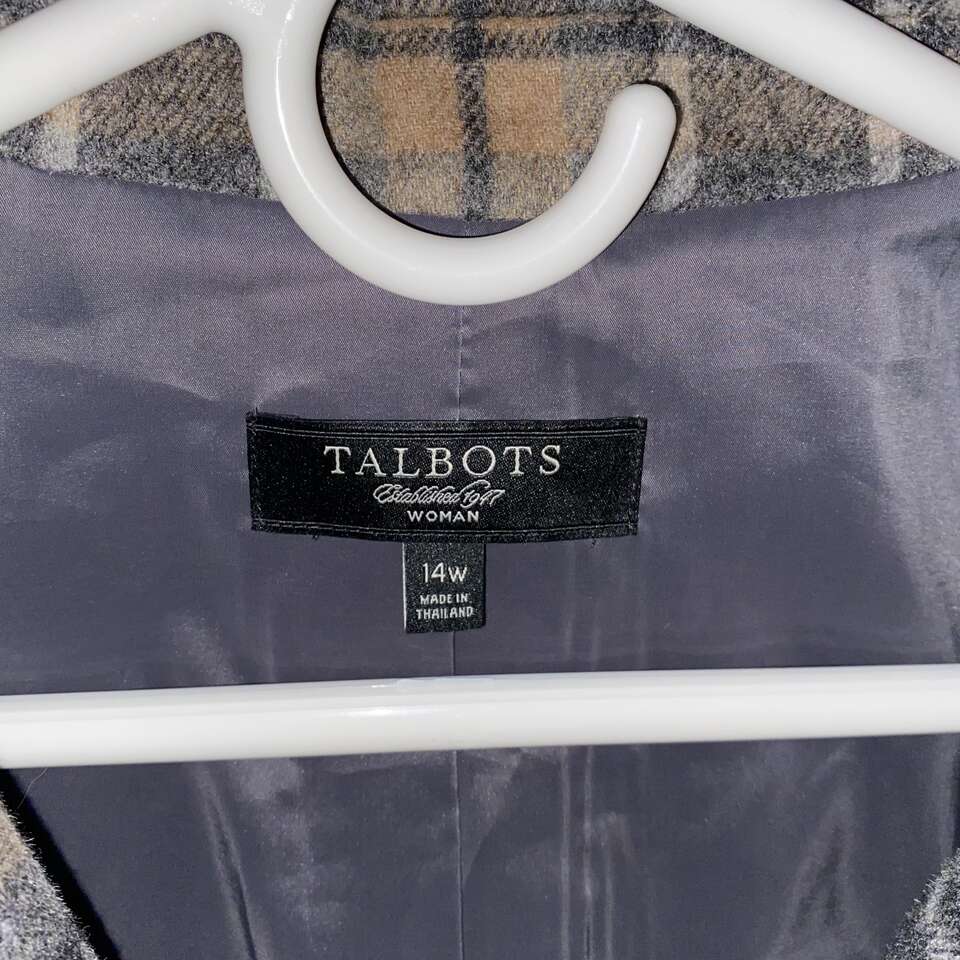 TALBOTS
Established 1947
WOMAN
14W
MADE IN
THAILAND